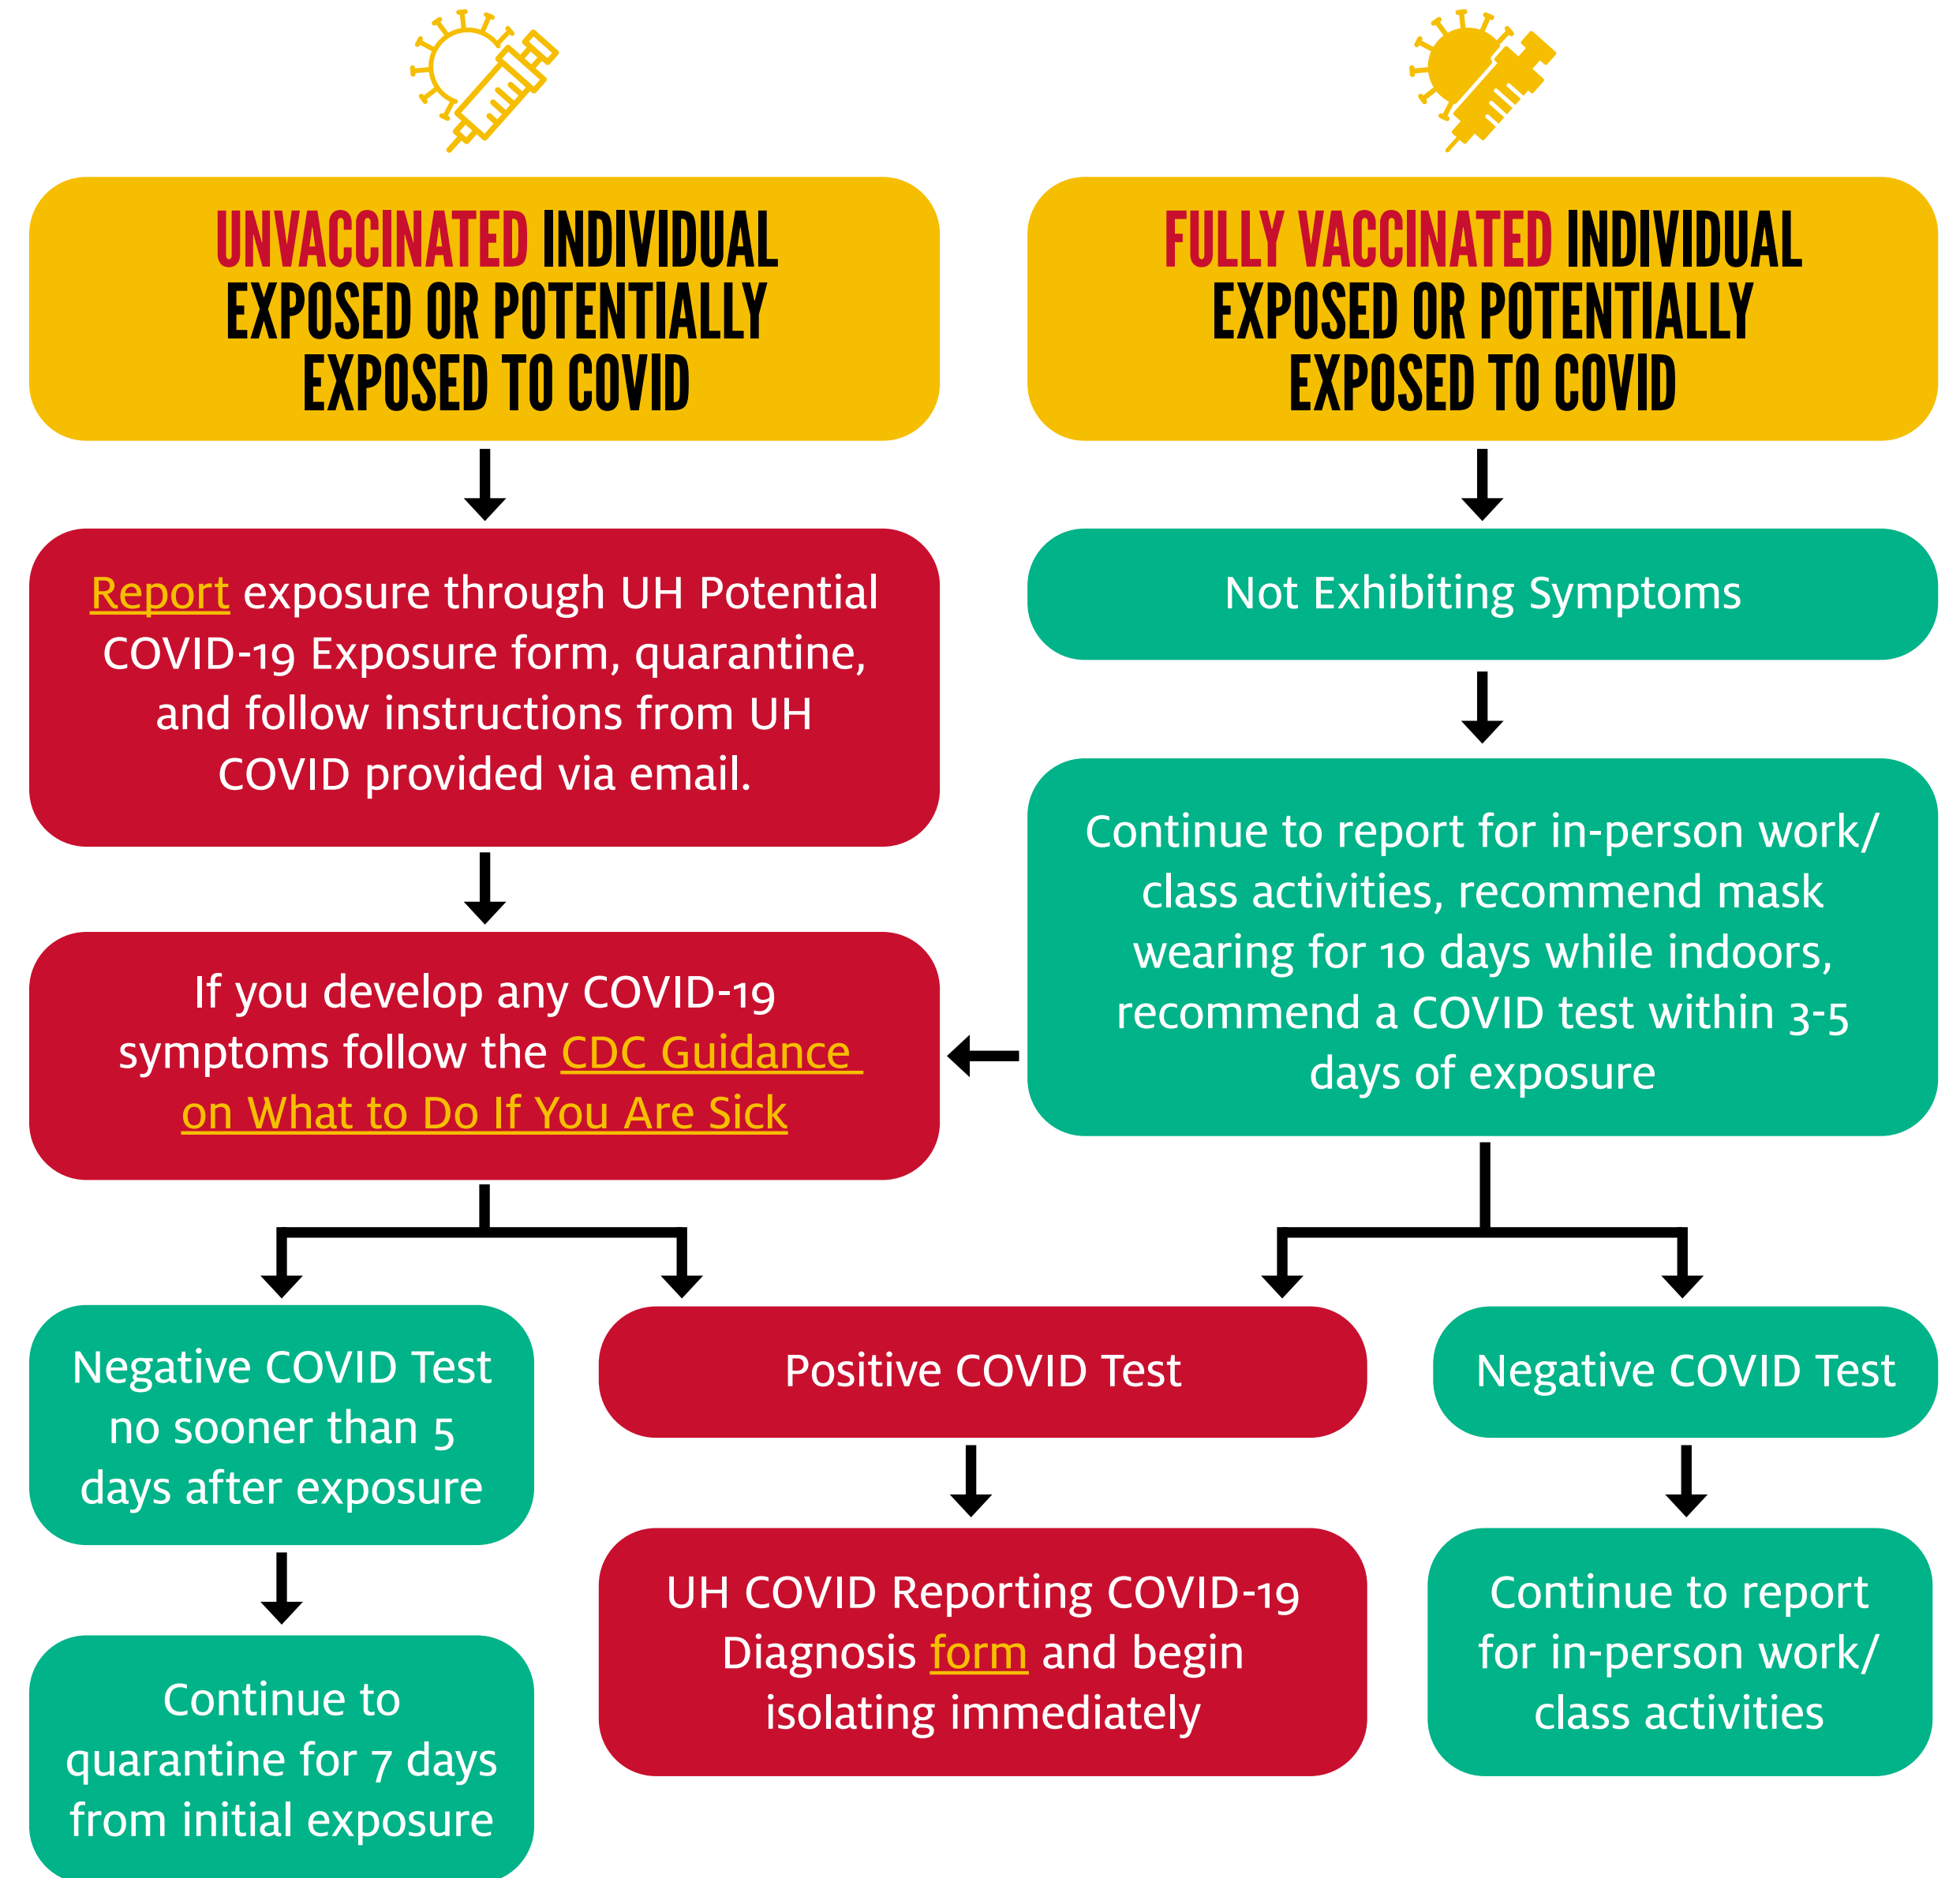 UNVACCINATED INDIVIDUAL
EXPOSED OR POTENTIALLY
EXPOSED TO COVID
Report exposure through UH Potential
COVID-19 Exposure form, quarantine,
and follow instructions from UH
COVID provided via email.
If you develop any COVID-19
symptoms follow the CDC Guidance
on What to Do If You Are Sick
FULLY VACCINATED INDIVIDUAL
EXPOSED OR POTENTIALLY
EXPOSED TO COVID
Not Exhibiting Symptoms
Continue to report for in-person work/
class activities, recommend mask
wearing for 10 days while indoors,
recommend a COVID test within 3-5
days of exposure
Negative COVID Test
no sooner than 5
days after exposure
Continue to
quarantine for 7 days
from initial exposure
Positive COVID Test
UH COVID Reporting COVID-19
Diagnosis form and begin
isolating immediately
Negative COVID Test
Continue to report
for in-person work/
class activities